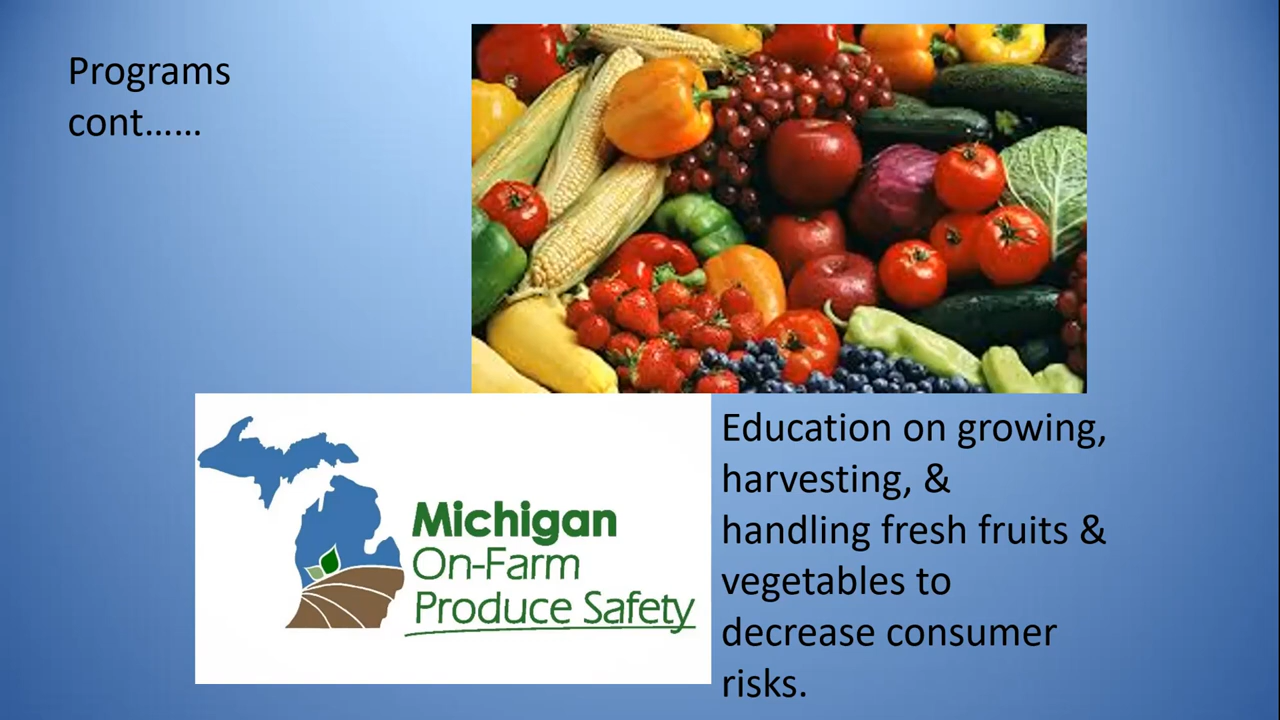 Programs
cont......
Michigan
On-Farm
Produce Safety
Education on growing,
harvesting, &
handling fresh fruits &
vegetables to
decrease consumer
risks.